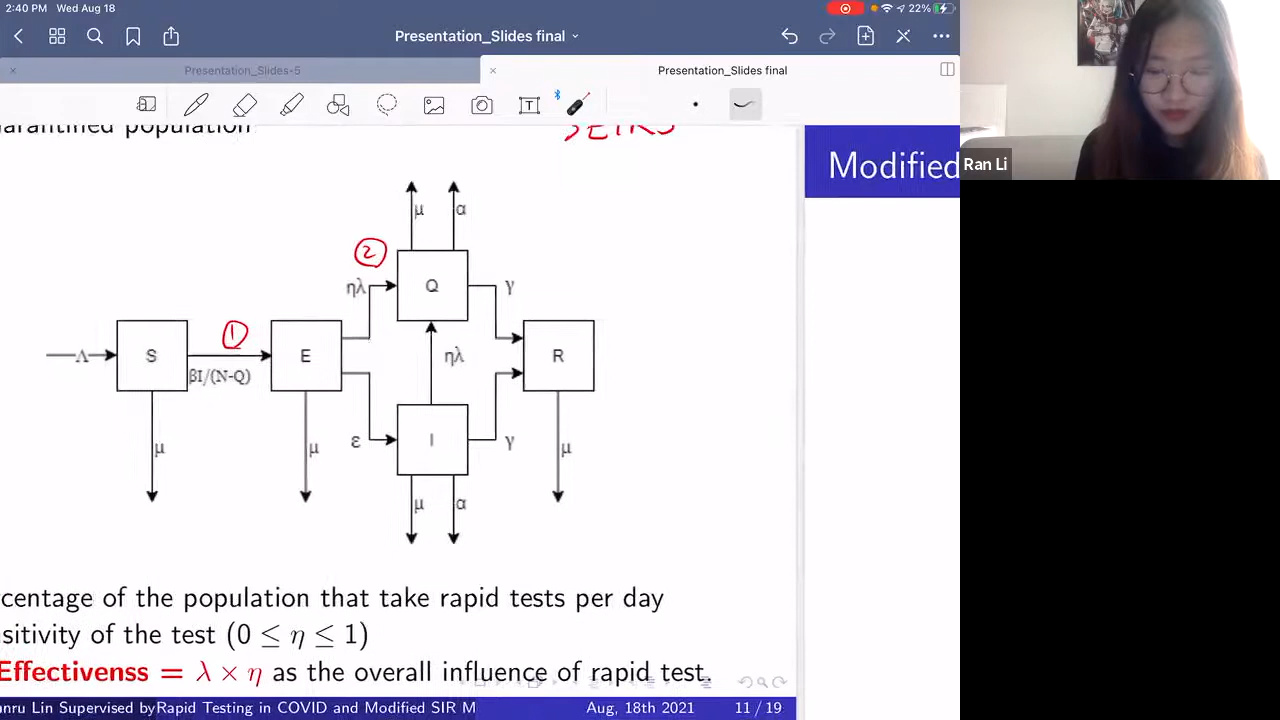 2:40 PM Wed Aug 18
22%
Presentation_Slides final
Presentation_Slides-5
Presentation_Slides final
T
arantined population
SEIRS
Modified
Ran Li
μ α
2
ηλ Q γ
1
Λ S E ηλ R
βI/(N-Q)
μ μ ε I γ μ
μ α
centage of the population that take rapid tests per day
sitivity of the test (0 ≤ η ≤ 1)
Effectivenss = λ × η as the overall influence of rapid test.
anru Lin Supervised by Rapid Testing in COVID and Modified SIR M Aug, 18th 2021 11 / 19